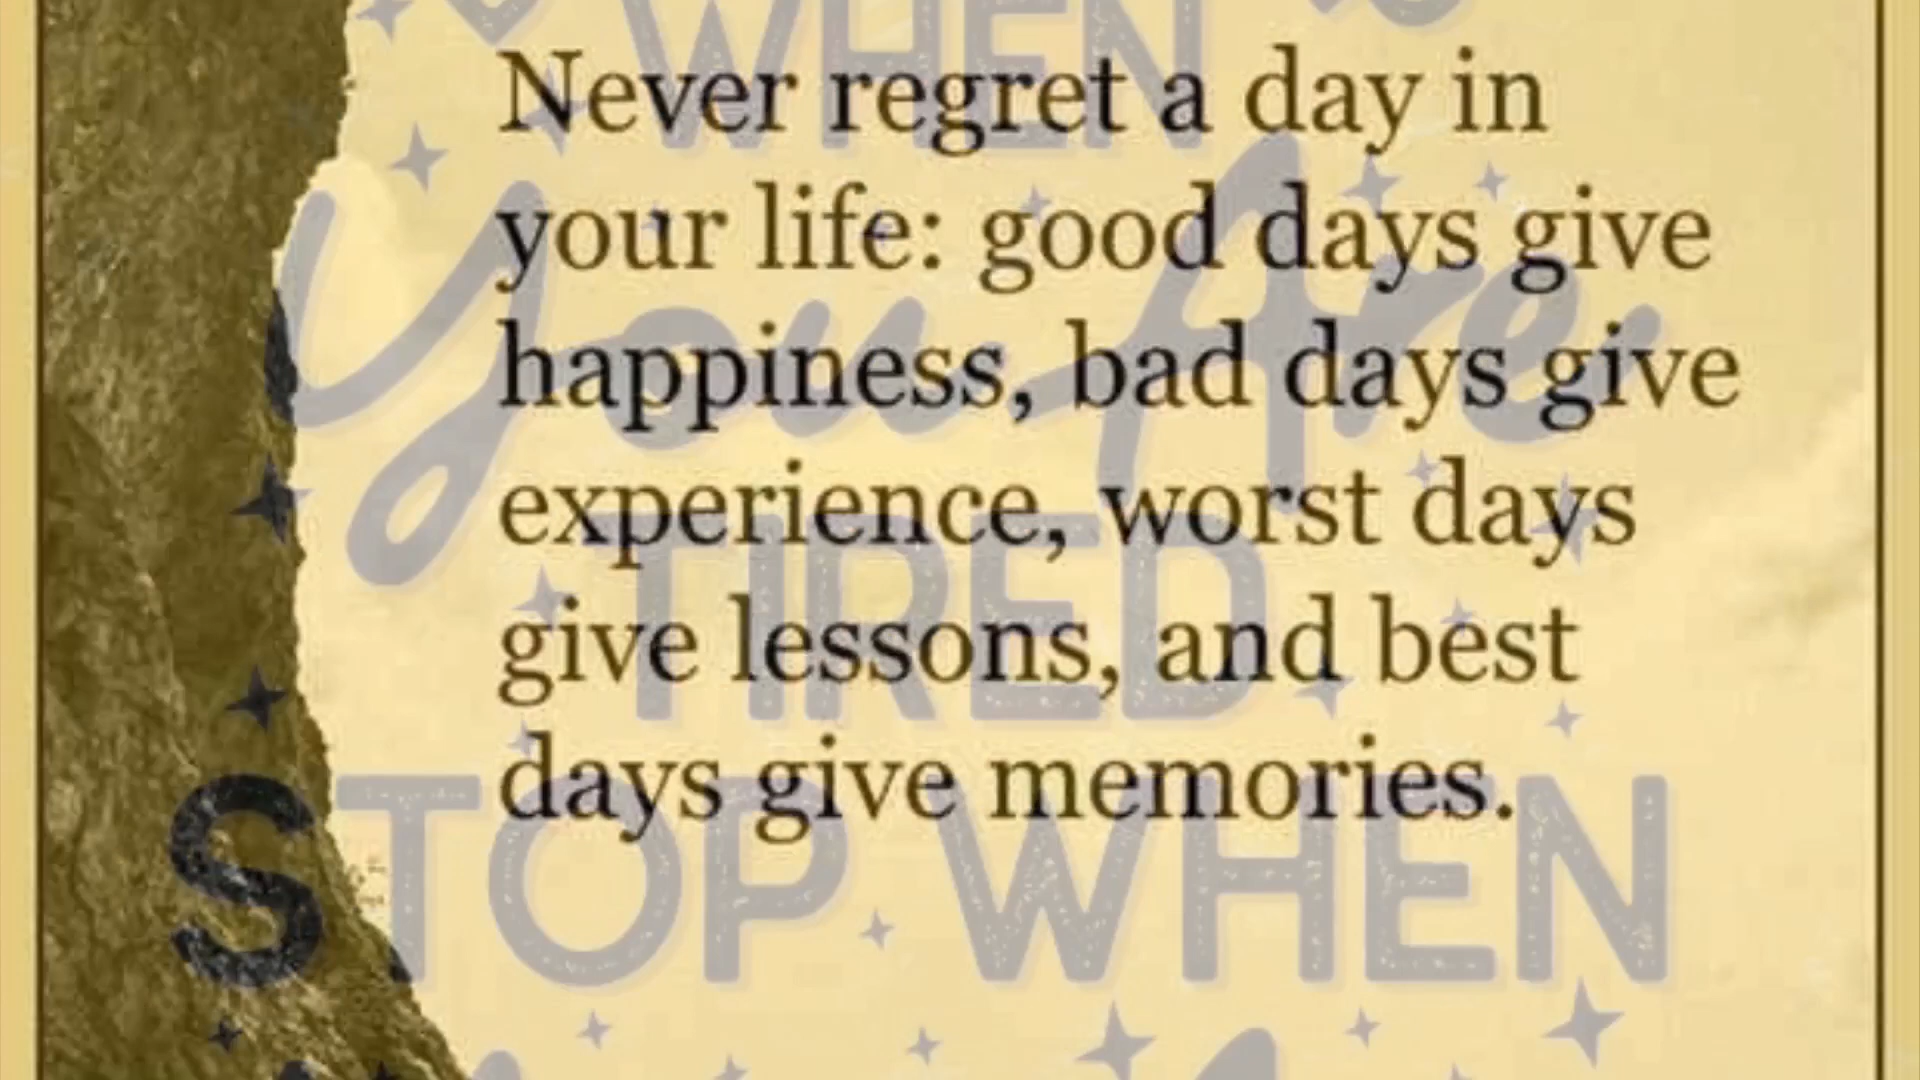 WHEN
Never regret a day in
your life: good days give
happiness, bad days give
experience, worst days
give lessons, and best
days give memories.
You Are
TIRED
STOP WHEN